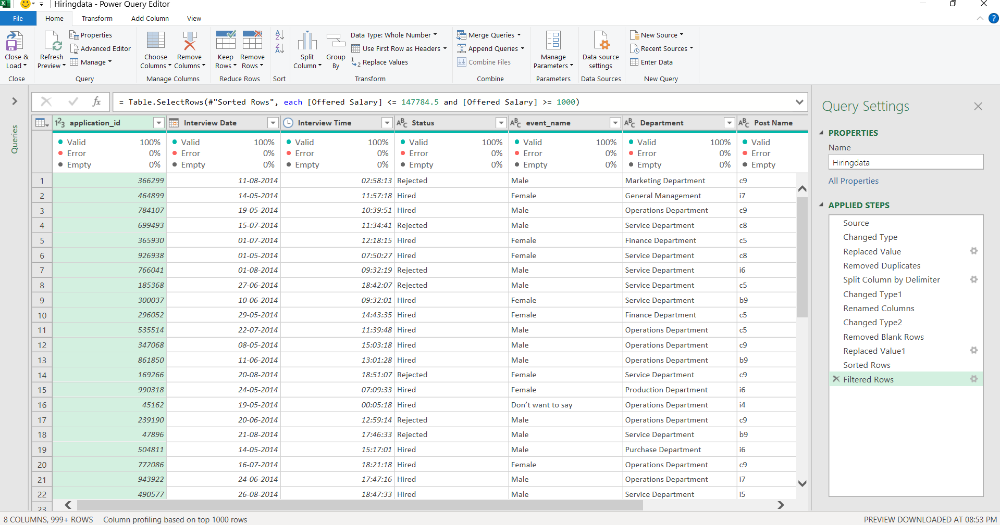 Hiringdata - Power Query Editor
File Home Transform Add Column View
?
Close & Load
Close
Refresh Preview
Properties
Advanced Editor
Manage
Query
Choose Columns
Remove Columns
Manage Columns
Keep Rows
Remove Rows
Reduce Rows
Sort
Split Column
Group By
Data Type: Whole Number
Use First Row as Headers
Replace Values
Transform
Merge Queries
Append Queries
Combine Files
Combine
Manage Parameters
Parameters
Data source settings
Data Sources
New Source
Recent Sources
Enter Data
New Query
Queries
fx = Table.SelectRows(#"Sorted Rows", each [Offered Salary] <= 147784.5 and [Offered Salary] >= 1000)
application_id Interview Date Interview Time Status event_name Department Post Name
Valid 100% Valid 100% Valid 100% Valid 100% Valid 100% Valid 100% Valid
Error 0% Error 0% Error 0% Error 0% Error 0% Error 0% Error
Empty 0% Empty 0% Empty 0% Empty 0% Empty 0% Empty 0% Empty
1 366299 11-08-2014 02:58:13 Rejected Male Marketing Department c9
2 464899 14-05-2014 11:57:18 Hired Female General Management i7
3 784107 19-05-2014 10:39:51 Hired Male Operations Department c9
4 699493 15-07-2014 11:34:41 Rejected Male Service Department c8
5 365930 01-07-2014 12:18:15 Hired Female Finance Department c5
6 926938 01-05-2014 07:50:27 Hired Female Service Department c8
7 766041 01-08-2014 09:32:19 Rejected Male Service Department i6
8 185368 27-06-2014 18:42:07 Rejected Male Service Department c5
9 300037 10-06-2014 09:32:01 Hired Female Service Department b9
10 296052 29-05-2014 14:43:35 Hired Female Finance Department c5
11 535514 22-07-2014 11:39:48 Hired Male Operations Department c5
12 347068 08-05-2014 15:03:18 Hired Male Operations Department c9
13 861850 11-06-2014 13:01:28 Hired Male Operations Department b9
14 169266 20-08-2014 18:51:07 Rejected Female Service Department c9
15 990318 24-05-2014 07:09:33 Hired Female Production Department i6
16 45162 19-05-2014 00:05:18 Hired Don’t want to say Operations Department i4
17 239190 20-06-2014 12:59:14 Rejected Male Operations Department c9
18 47896 21-08-2014 17:46:33 Rejected Male Service Department b9
19 504811 14-05-2014 15:17:01 Hired Male Purchase Department i6
20 772086 16-07-2014 18:21:18 Hired Female Operations Department c9
21 943922 24-06-2014 17:47:16 Hired Male Operations Department i7
22 490577 26-08-2014 18:47:33 Hired Male Service Department i5
23
Query Settings
PROPERTIES
Name
Hiringdata
All Properties
APPLIED STEPS
Source
Changed Type
Replaced Value
Removed Duplicates
Split Column by Delimiter
Changed Type1
Renamed Columns
Changed Type2
Removed Blank Rows
Replaced Value1
Sorted Rows
Filtered Rows
8 COLUMNS, 999+ ROWS Column profiling based on top 1000 rows
PREVIEW DOWNLOADED AT 08:53 PM